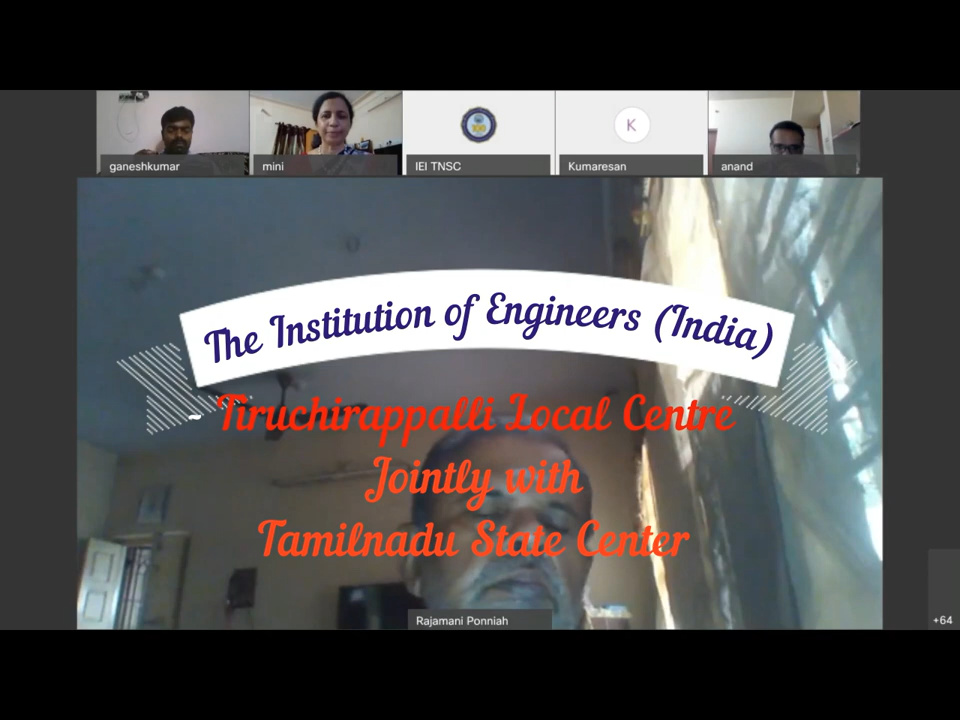 ganeshkumar
mini
IEI TNSC
K
Kumaresan
anand
The Institution of Engineers (India)
~ Tiruchirappalli Local Centre
Jointly with
Tamilnadu State Center
Rajamani Ponniah
+64